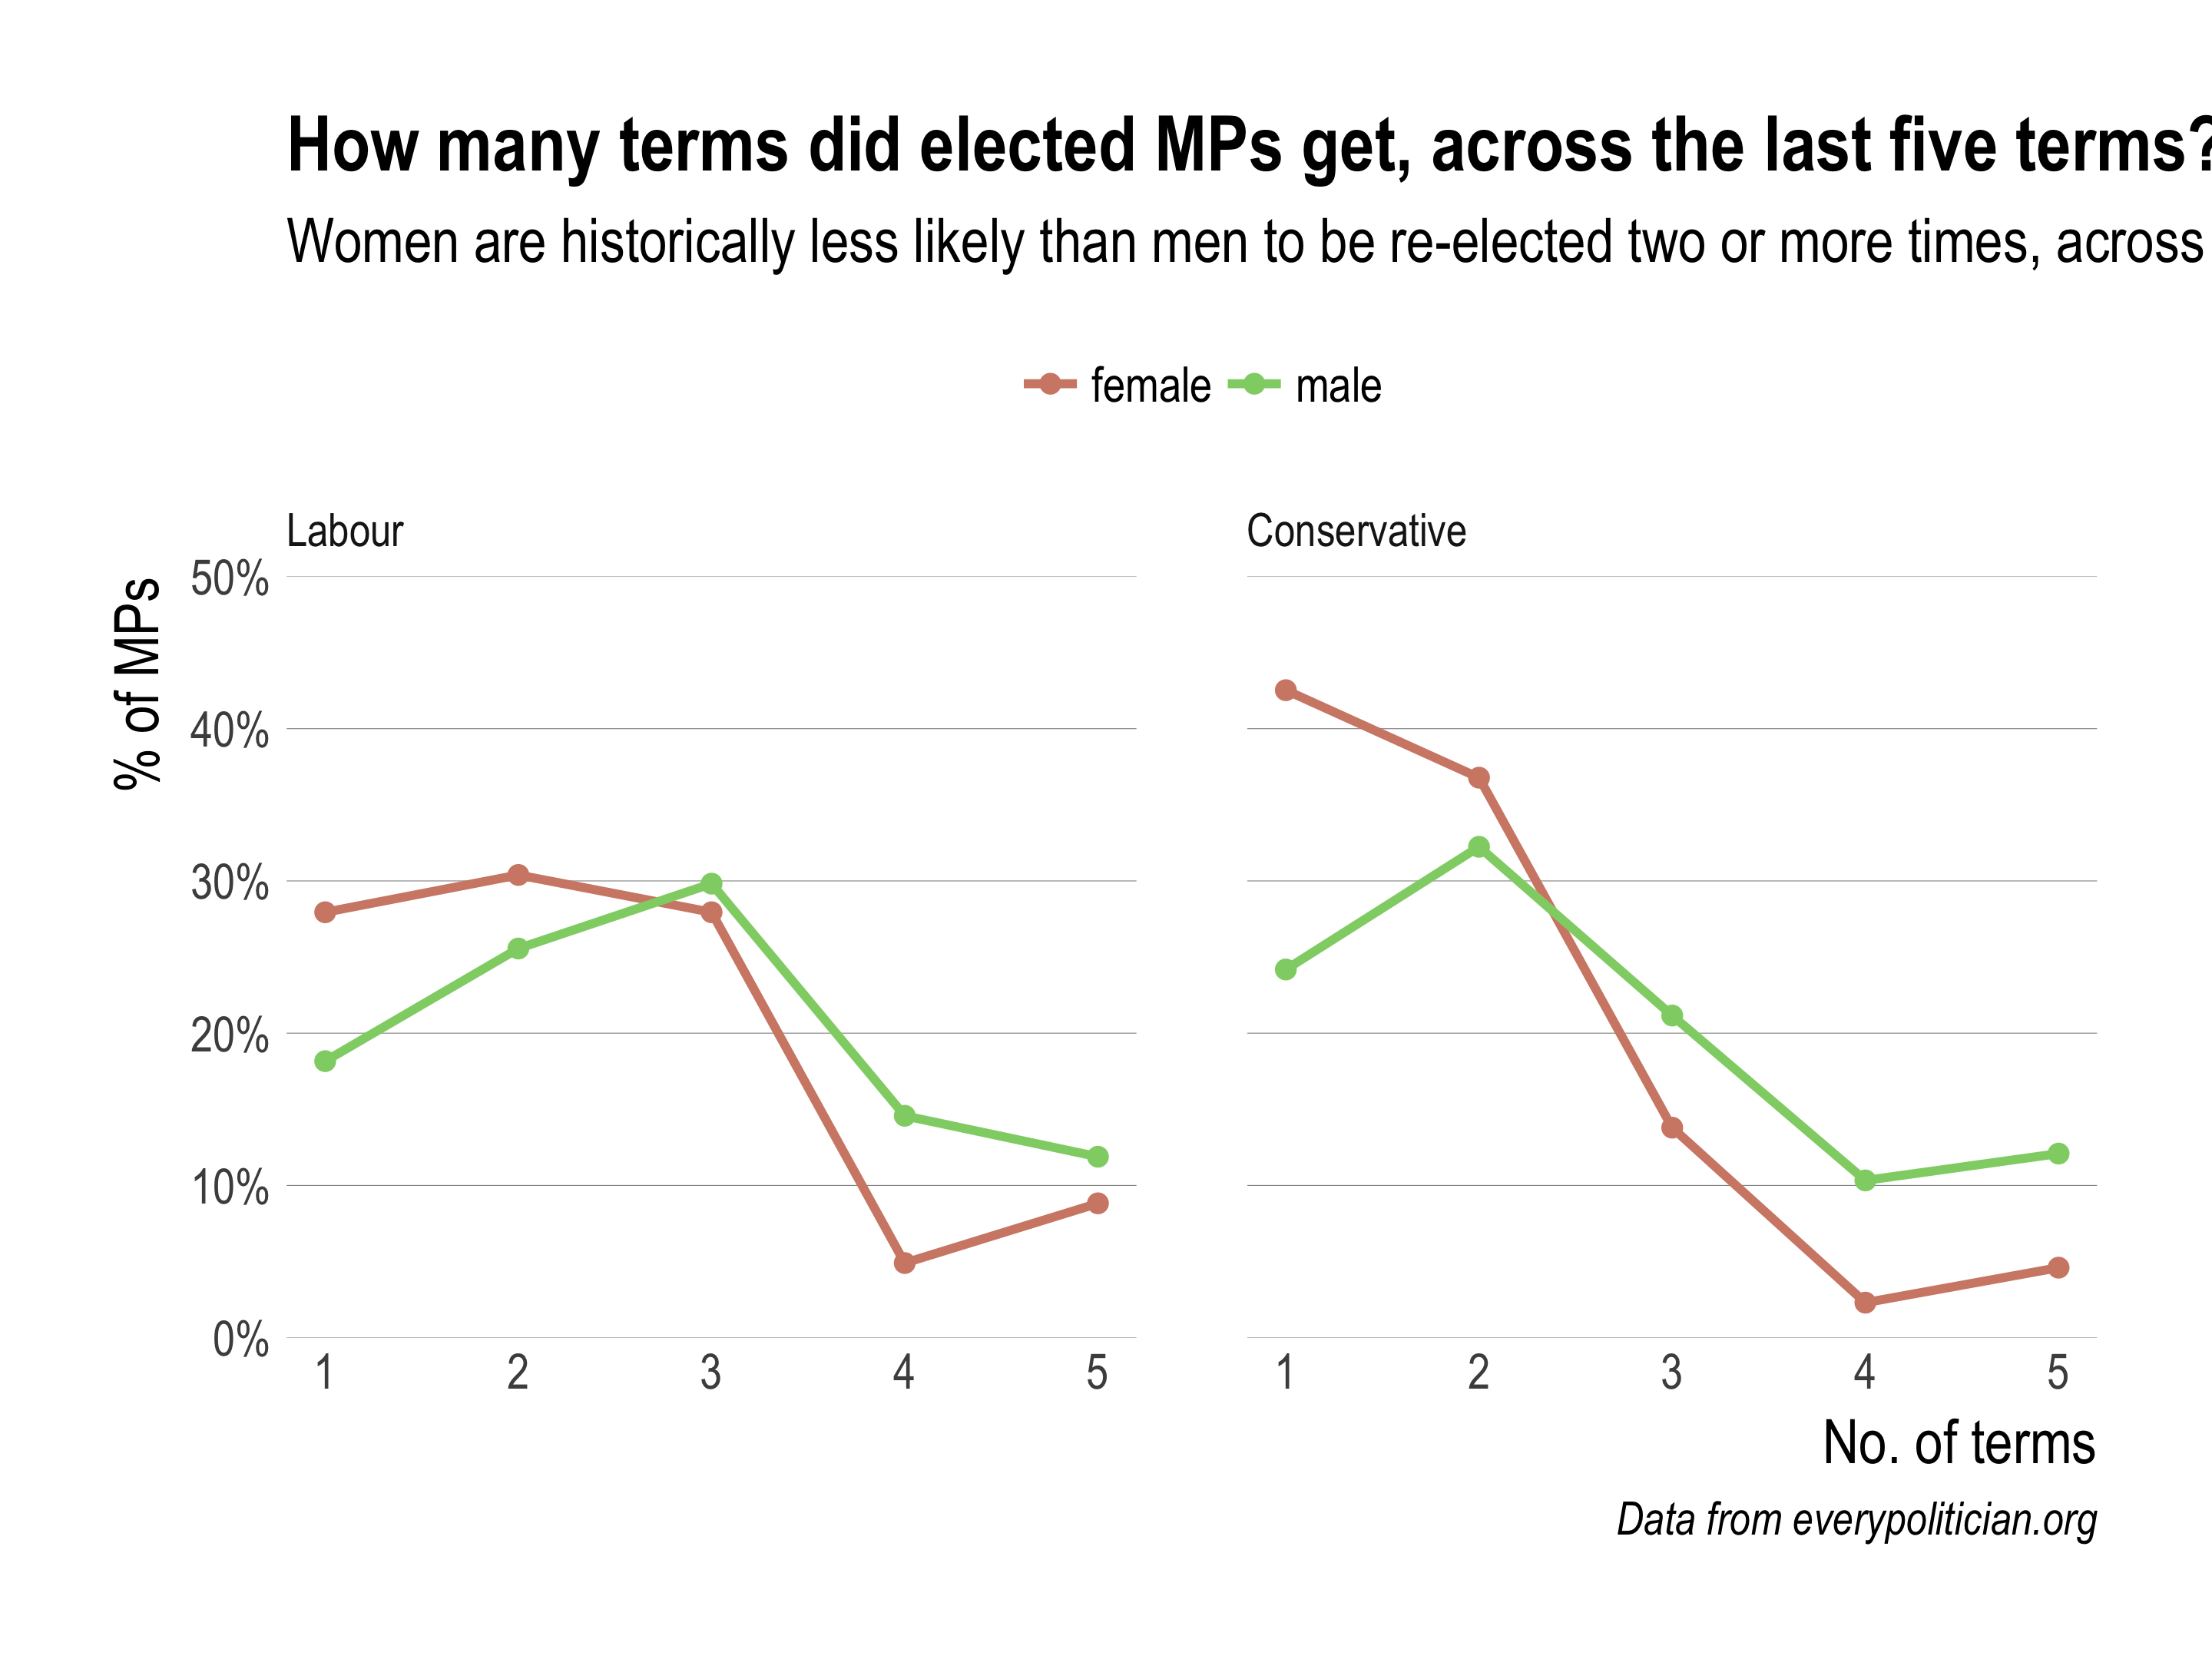 How many terms did elected MPs get, across the last five terms?
Women are historically less likely than men to be re-elected two or more times, across
female male
Labour
Conservative
% of MPs
50%
40%
30%
20%
10%
0%
1 2 3 4 5
1 2 3 4 5
No. of terms
Data from everypolitician.org